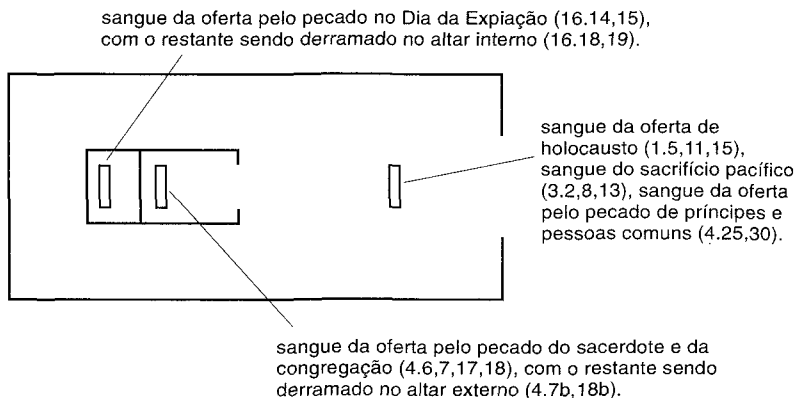 sangue da oferta pelo pecado no Dia da Expiação (16.14,15),
com o restante sendo derramado no altar interno (16.18,19).
sangue da oferta de
holocausto (1.5,11,15),
sangue do sacrifício pacífico
(3.2,8,13), sangue da oferta
pelo pecado de príncipes e
pessoas comuns (4.25,30).
sangue da oferta pelo pecado do sacerdote e da
congregação (4.6,7,17,18), com o restante sendo
derramado no altar externo (4.7b,18b).